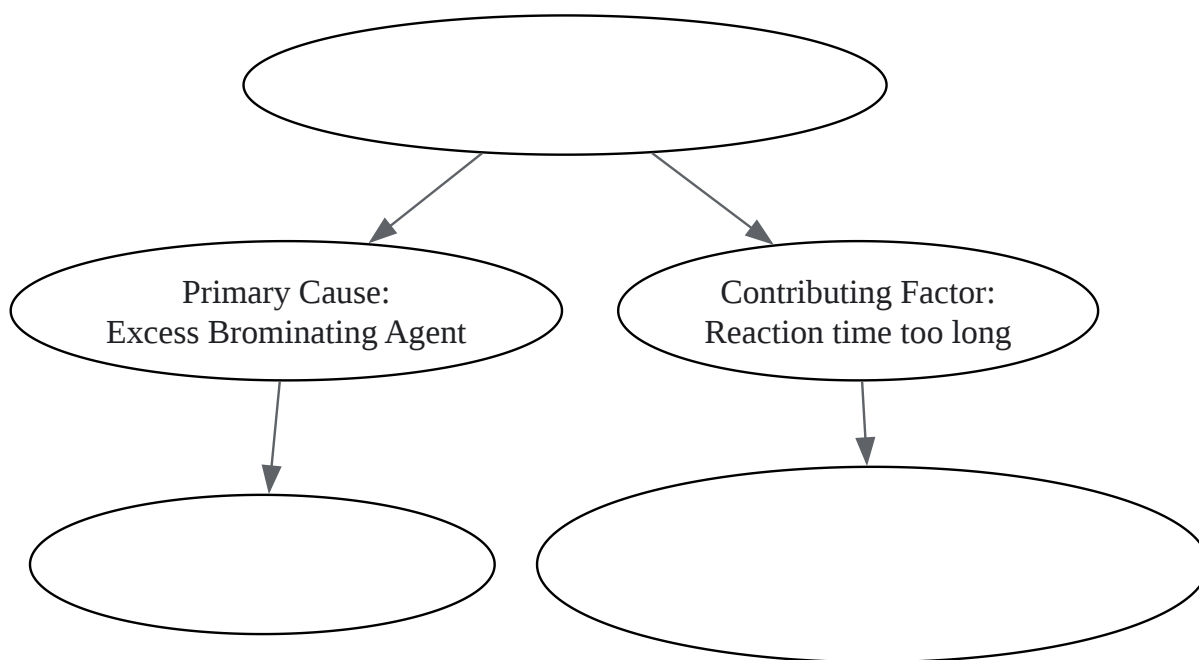 Primary Cause:
Excess Brominating Agent
Contributing Factor:
Reaction time too long